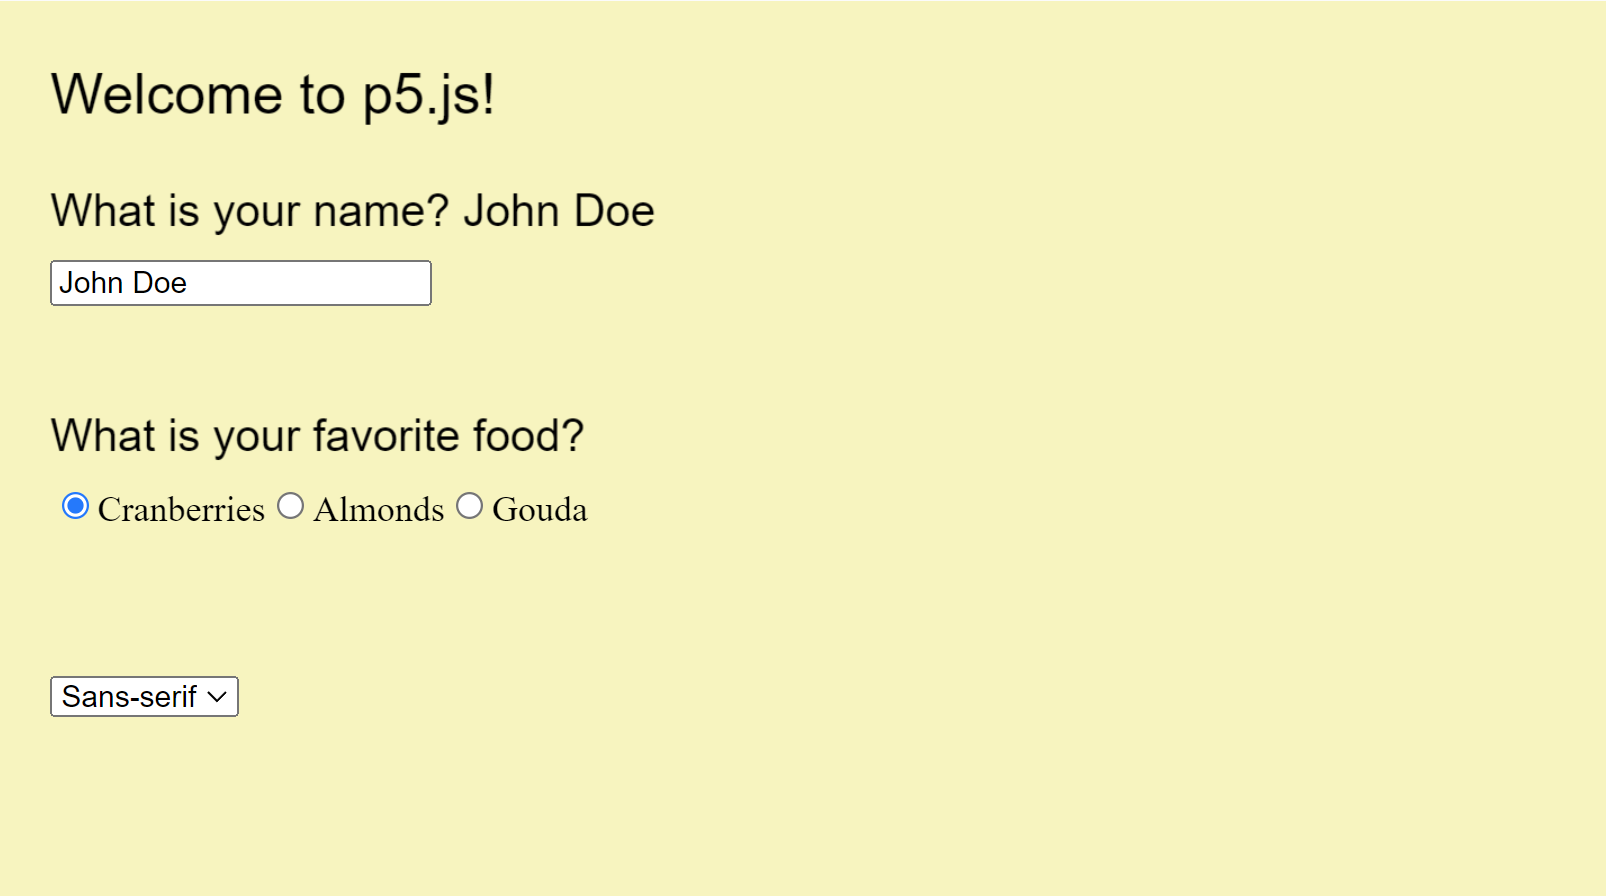 Welcome to p5.js!
What is your name? John Doe
John Doe
What is your favorite food?
Cranberries Almonds Gouda
Sans-serif